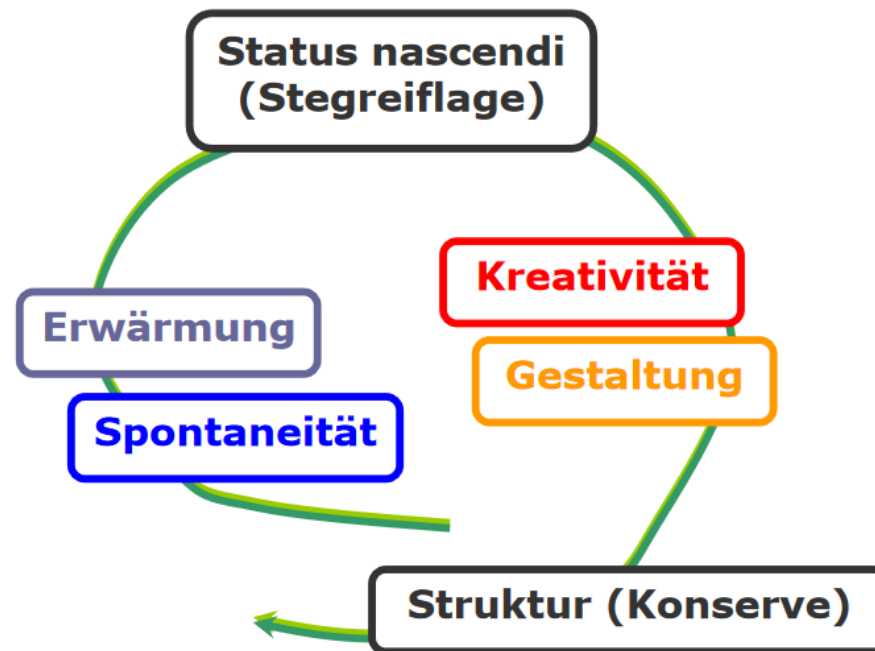 Status nascendi
(Stegreiflage)
Kreativität
Erwärmung
Gestaltung
Spontaneität
Struktur (Konserve)